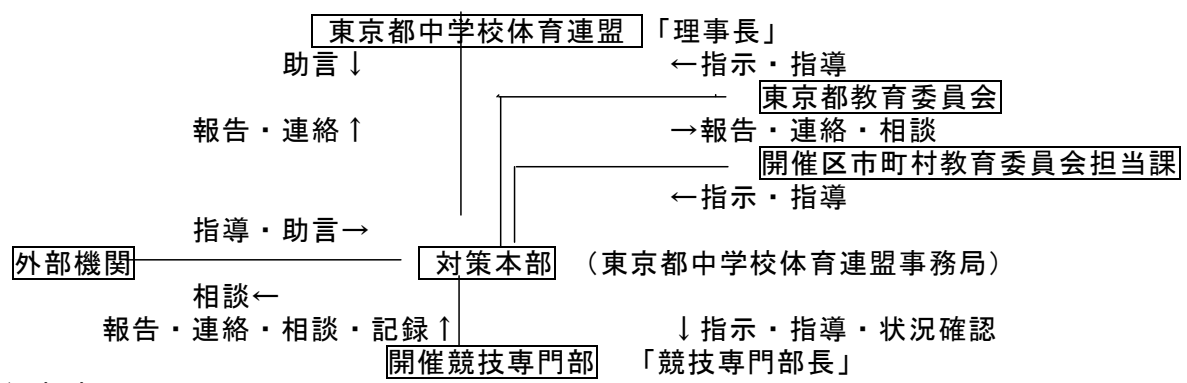 東京都中学校体育連盟 「理事長」
助言↓ ←指示・指導
東京都教育委員会
報告・連絡↑ →報告・連絡・相談
開催区市町村教育委員会担当課
←指示・指導
指導・助言→
外部機関 対策本部 （東京都中学校体育連盟事務局）
相談←
報告・連絡・相談・記録↑ ↓指示・指導・状況確認
開催競技専門部 「競技専門部長」